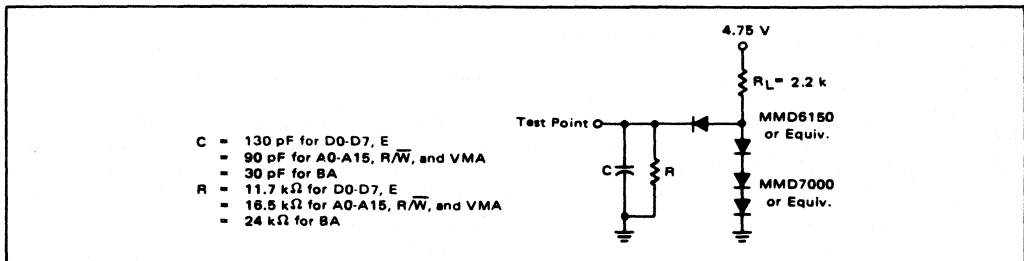 4.75 V
R_L = 2.2 k
Test Point
MMD6150
or Equiv.
C = 130 pF for D0-D7, E
= 90 pF for A0-A15, R/W̅, and VMA
= 30 pF for BA
R = 11.7 kΩ for D0-D7, E
= 16.5 kΩ for A0-A15, R/W̅, and VMA
= 24 kΩ for BA
C
R
MMD7000
or Equiv.